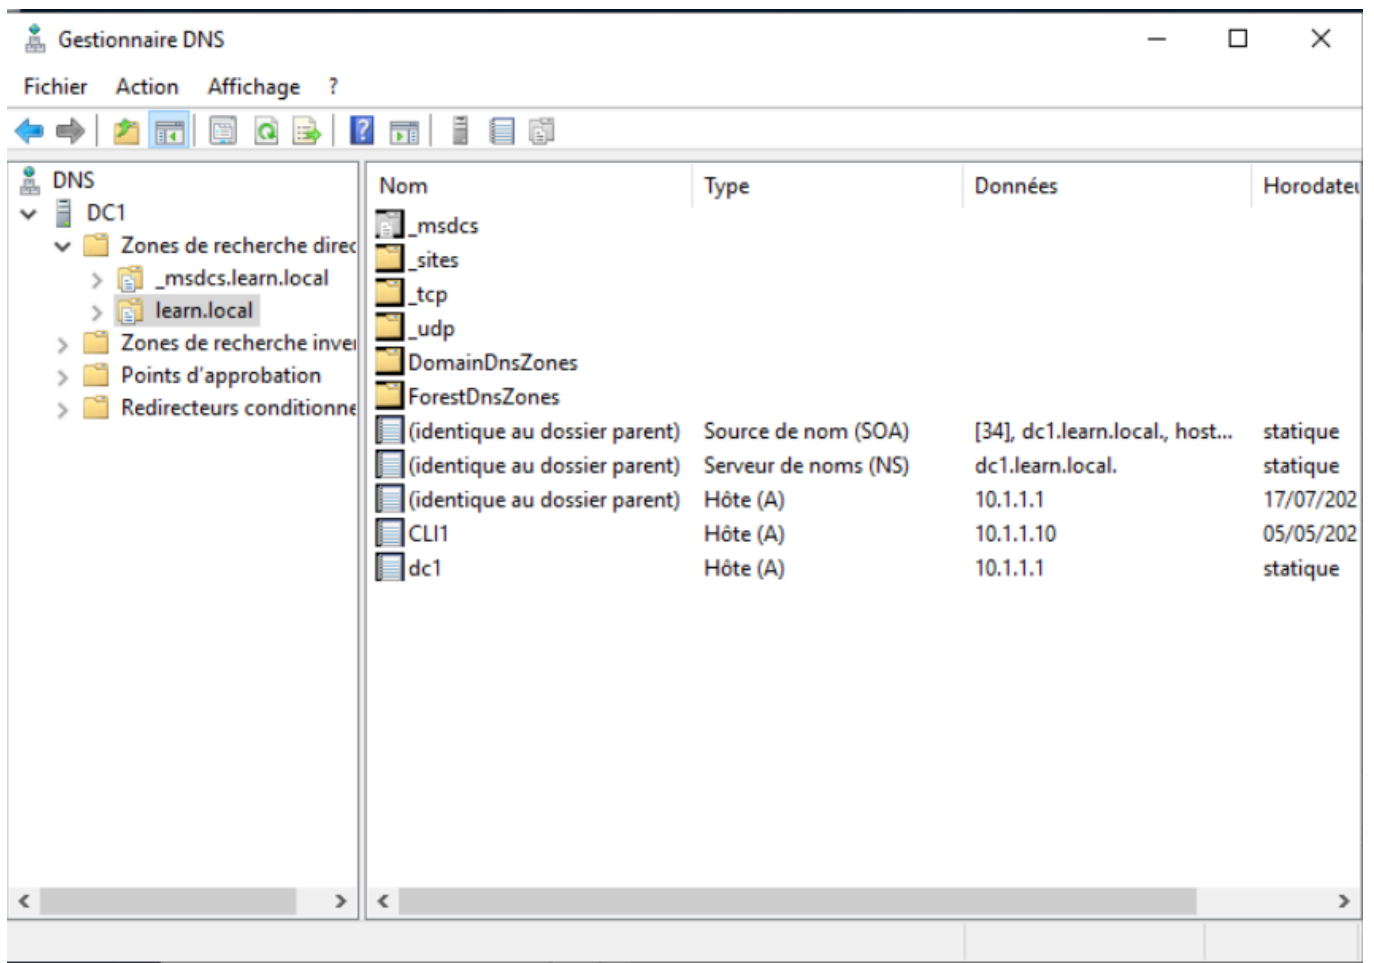 Gestionnaire DNS
Fichier Action Affichage ?
DNS
DC1
Zones de recherche direc
_msdcs.learn.local
learn.local
Zones de recherche inver
Points d'approbation
Redirecteurs conditionne
Nom Type Données Horodateu
_msdcs
_sites
_tcp
_udp
DomainDnsZones
ForestDnsZones
(identique au dossier parent) Source de nom (SOA) [34], dc1.learn.local., host... statique
(identique au dossier parent) Serveur de noms (NS) dc1.learn.local. statique
(identique au dossier parent) Hôte (A) 10.1.1.1 17/07/202
CLI1 Hôte (A) 10.1.1.10 05/05/202
dc1 Hôte (A) 10.1.1.1 statique